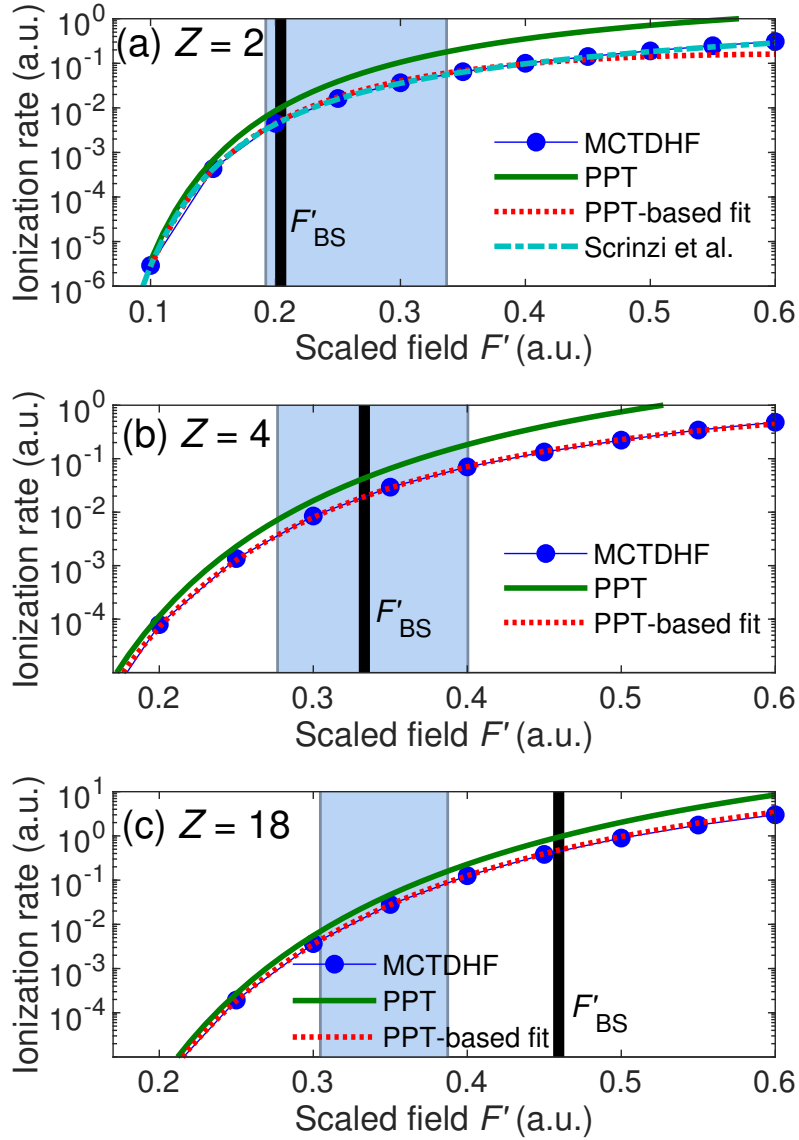 (a) Z = 2
Ionization rate (a.u.)
10^0
10^-1
10^-2
10^-3
10^-4
10^-5
10^-6
F'BS
MCTDHF
PPT
PPT-based fit
Scrinzi et al.
0.1 0.2 0.3 0.4 0.5 0.6
Scaled field F' (a.u.)
(b) Z = 4
Ionization rate (a.u.)
10^0
10^-1
10^-2
10^-3
10^-4
F'BS
MCTDHF
PPT
PPT-based fit
0.2 0.3 0.4 0.5 0.6
Scaled field F' (a.u.)
(c) Z = 18
Ionization rate (a.u.)
10^1
10^0
10^-1
10^-2
10^-3
10^-4
MCTDHF
PPT
PPT-based fit
F'BS
0.2 0.3 0.4 0.5 0.6
Scaled field F' (a.u.)